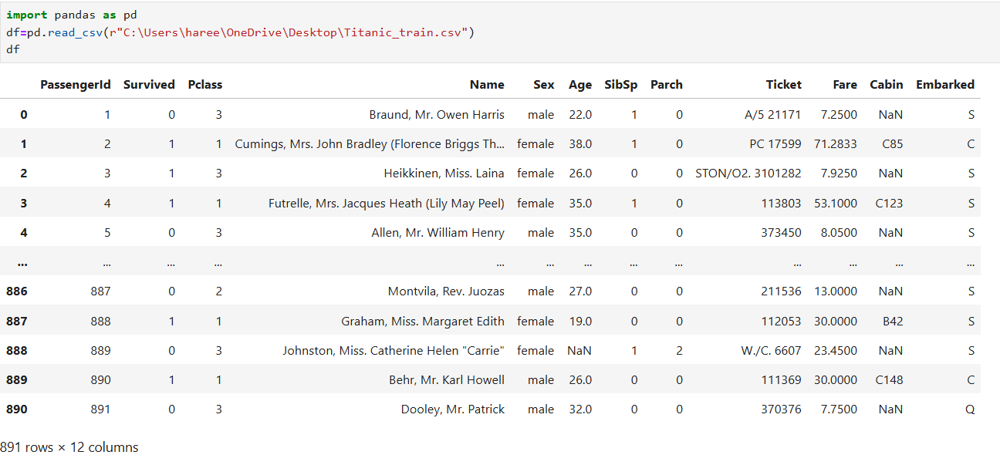 import pandas as pd
df=pd.read_csv(r"C:\Users\haree\OneDrive\Desktop\Titanic_train.csv")
df
PassengerId Survived Pclass Name Sex Age SibSp Parch Ticket Fare Cabin Embarked
0 1 0 3 Braund, Mr. Owen Harris male 22.0 1 0 A/5 21171 7.2500 NaN S
1 2 1 1 Cumings, Mrs. John Bradley (Florence Briggs Th... female 38.0 1 0 PC 17599 71.2833 C85 C
2 3 1 3 Heikkinen, Miss. Laina female 26.0 0 0 STON/O2. 3101282 7.9250 NaN S
3 4 1 1 Futrelle, Mrs. Jacques Heath (Lily May Peel) female 35.0 1 0 113803 53.1000 C123 S
4 5 0 3 Allen, Mr. William Henry male 35.0 0 0 373450 8.0500 NaN S
... ... ... ... ... ... ... ... ... ... ... ... ...
886 887 0 2 Montvila, Rev. Juozas male 27.0 0 0 211536 13.0000 NaN S
887 888 1 1 Graham, Miss. Margaret Edith female 19.0 0 0 112053 30.0000 B42 S
888 889 0 3 Johnston, Miss. Catherine Helen "Carrie" female NaN 1 2 W./C. 6607 23.4500 NaN S
889 890 1 1 Behr, Mr. Karl Howell male 26.0 0 0 111369 30.0000 C148 C
890 891 0 3 Dooley, Mr. Patrick male 32.0 0 0 370376 7.7500 NaN Q
891 rows × 12 columns